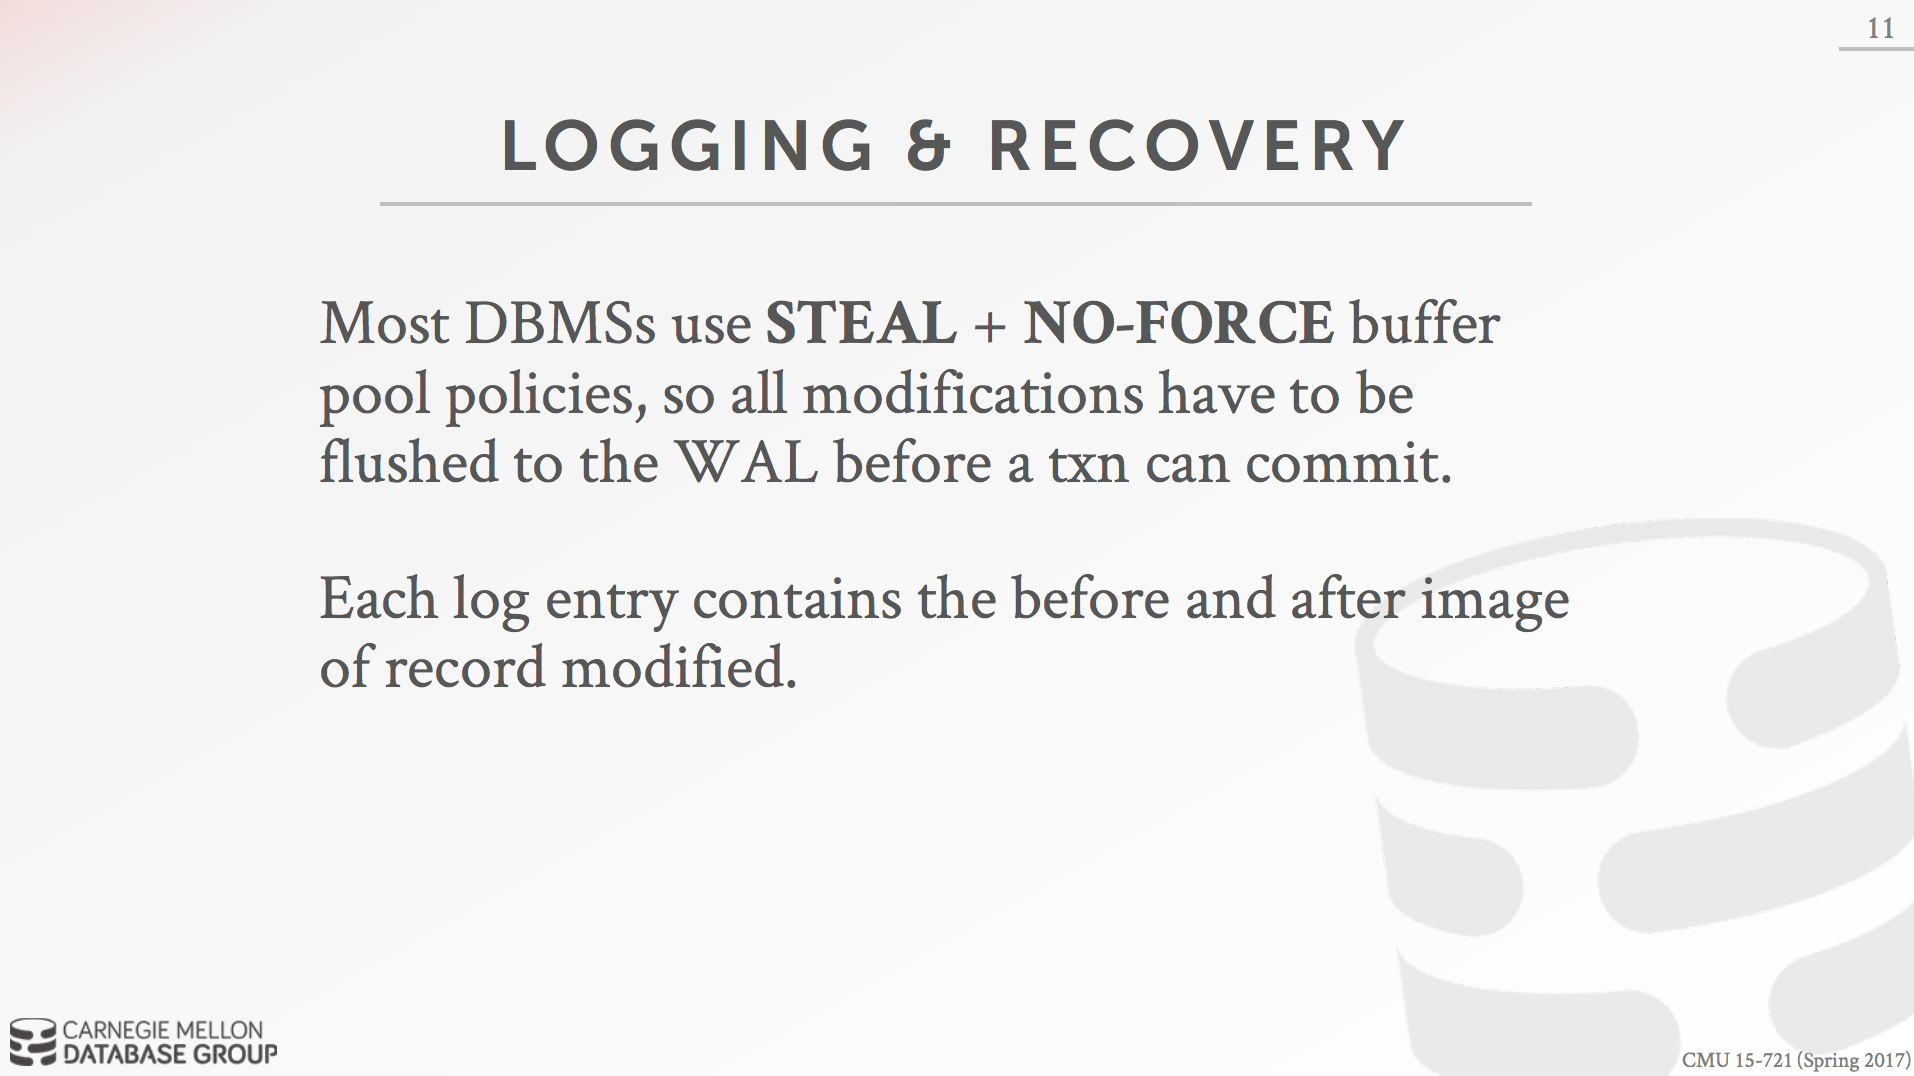 11
LOGGING & RECOVERY
Most DBMSs use STEAL + NO-FORCE buffer
pool policies, so all modifications have to be
flushed to the WAL before a txn can commit.
Each log entry contains the before and after image
of record modified.
CARNEGIE MELLON
DATABASE GROUP
CMU 15-721 (Spring 2017)